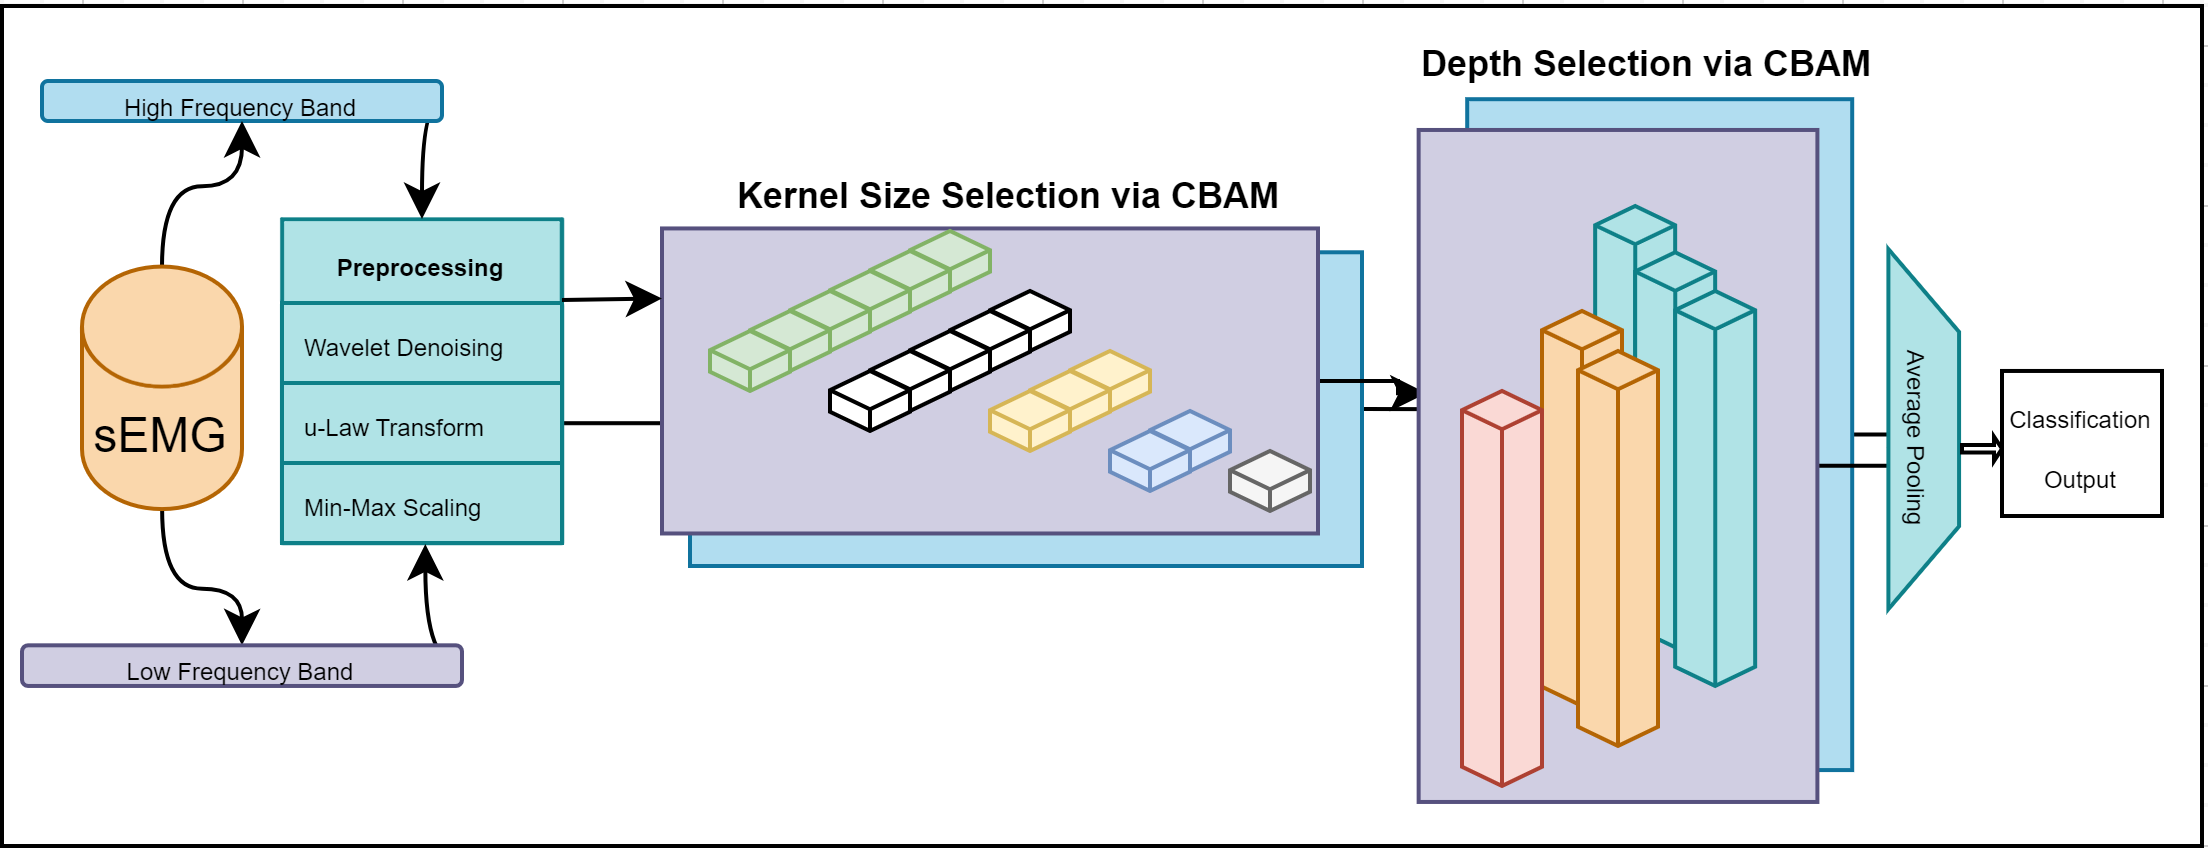 High Frequency Band
sEMG
Low Frequency Band
Preprocessing
Wavelet Denoising
u-Law Transform
Min-Max Scaling
Kernel Size Selection via CBAM
Depth Selection via CBAM
Average Pooling
Classification
Output